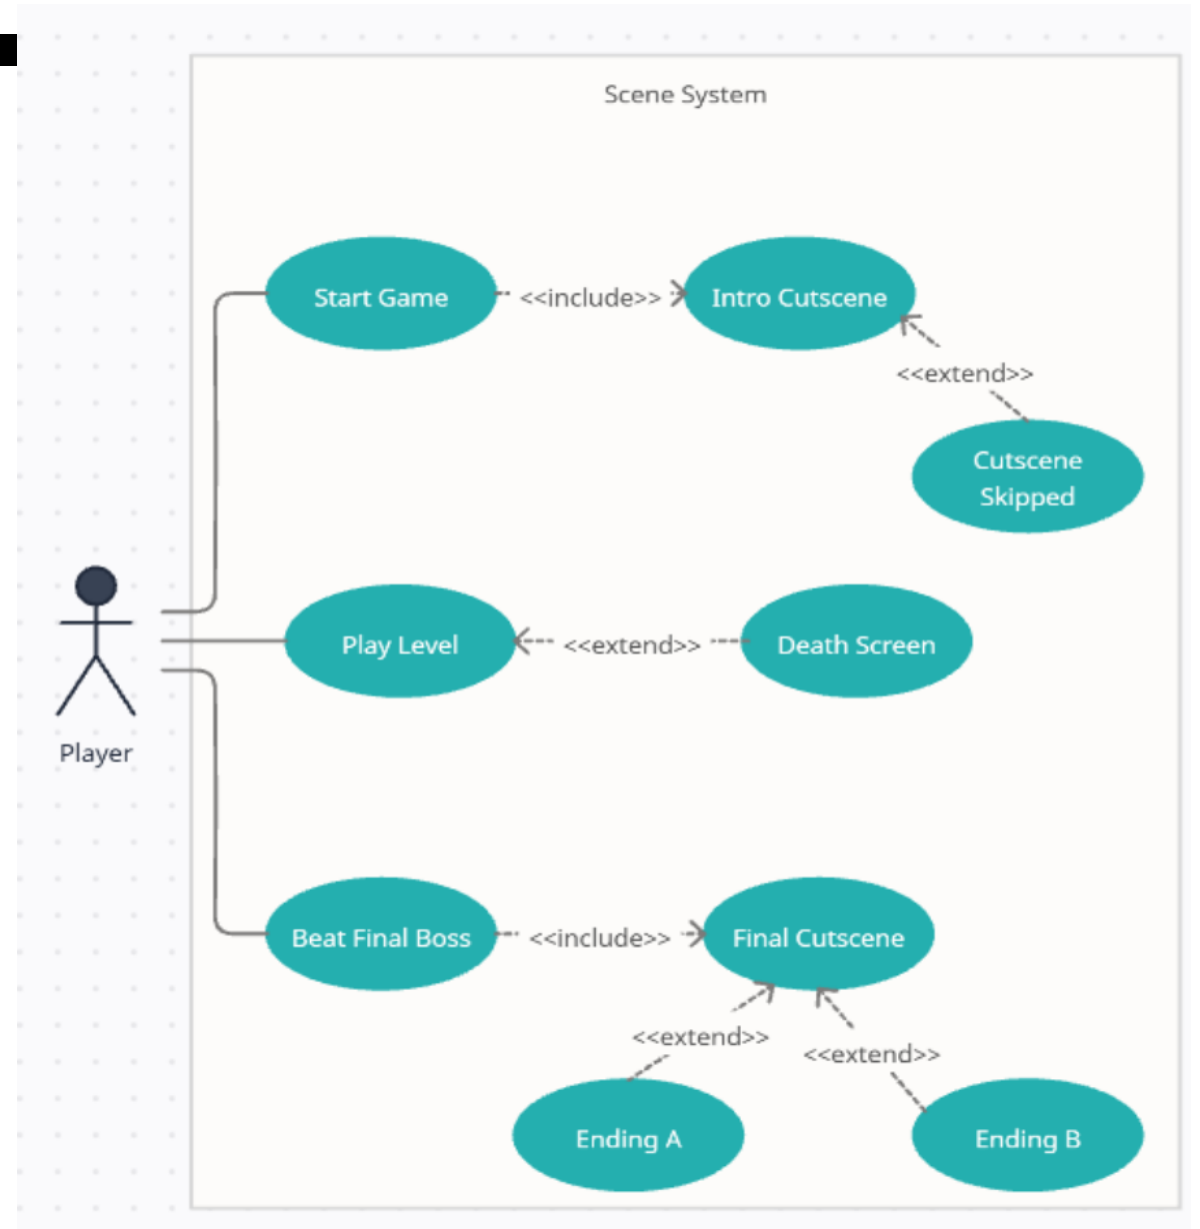 Scene System
Start Game
<<include>>
Intro Cutscene
<<extend>>
Cutscene
Skipped
Player
Play Level
<<extend>>
Death Screen
Beat Final Boss
<<include>>
Final Cutscene
<<extend>>
<<extend>>
Ending A
Ending B